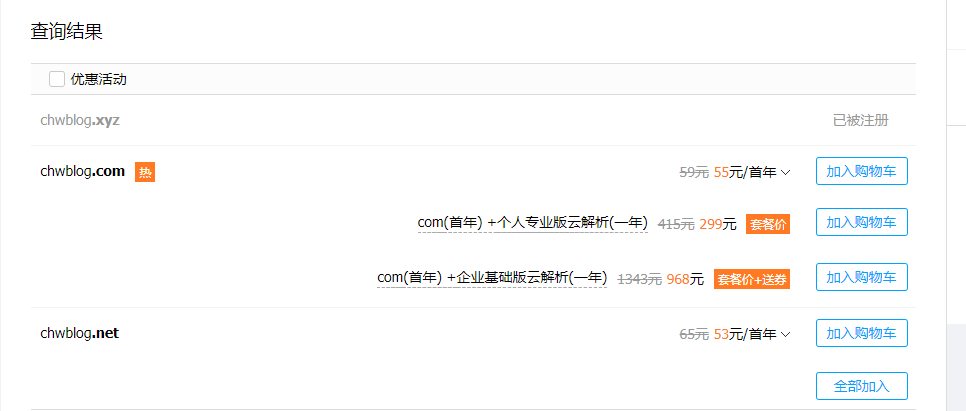 查询结果
优惠活动
chwblog.xyz 已被注册
chwblog.com 热 59元 55元/首年 加入购物车
com(首年) +个人专业版云解析(一年) 415元 299元 套餐价 加入购物车
com(首年) +企业基础版云解析(一年) 1343元 968元 套餐价+送券 加入购物车
chwblog.net 65元 53元/首年 加入购物车
全部加入